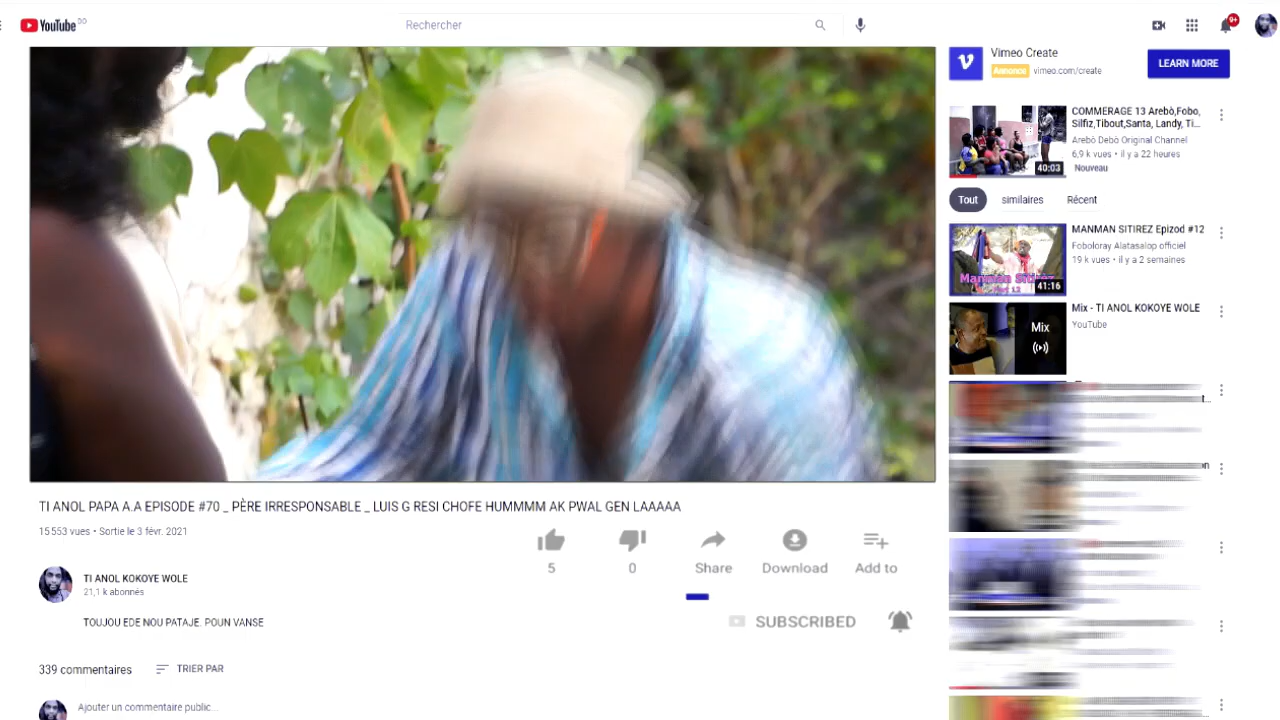 YouTube
Rechercher
9+
TI ANOL PAPA A.A EPISODE #70 _ PÈRE IRRESPONSABLE _ LUIS G RESI CHOFE HUMMMM AK PWAL GEN LAAAAA
15 553 vues • Sortie le 3 févr. 2021
5
0
Share
Download
Add to
TI ANOL KOKOYE WOLE
21,1 k abonnés
SUBSCRIBED
TOUJOU EDE NOU PATAJE. POUN VANSE
339 commentaires
TRIER PAR
Ajouter un commentaire public...
Vimeo Create
Annonce vimeo.com/create
LEARN MORE
COMMERAGE 13 Arebò,Fobo,
Silfiz,Tibout,Santa, Landy, Ti...
Arebò Debò Original Channel
6,9 k vues • il y a 22 heures
Nouveau
40:03
Tout
similaires
Récent
MANMAN SITIREZ Epizod #12
Foboloray Alatasalop officiel
19 k vues • il y a 2 semaines
Manman Sitirèz
41:16
Mix - TI ANOL KOKOYE WOLE
YouTube
Mix